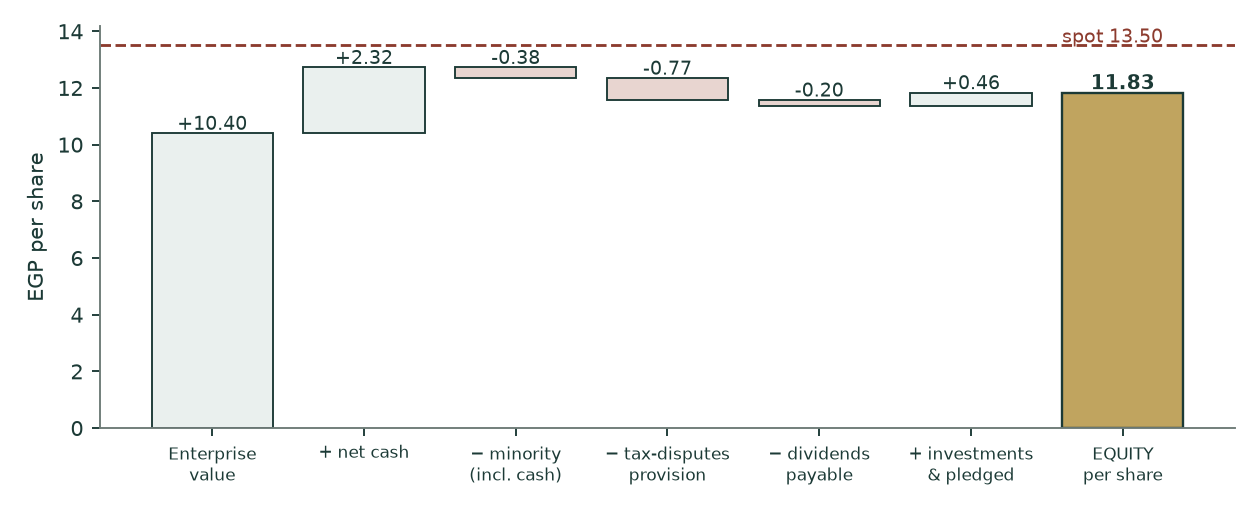 EGP per share
14
12
10
8
6
4
2
0
spot 13.50
+10.40
+2.32
-0.38
-0.77
-0.20
+0.46
11.83
Enterprise
value
+ net cash
− minority
(incl. cash)
− tax-disputes
provision
− dividends
payable
+ investments
& pledged
EQUITY
per share